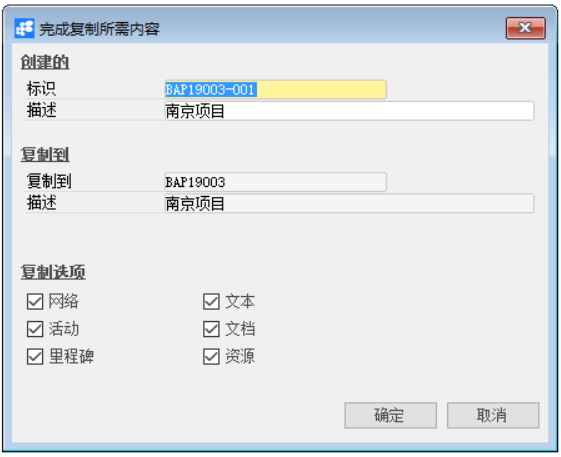 完成复制所需内容
创建的
标识 BAP19003-001
描述 南京项目
复制到
复制到 BAP19003
描述 南京项目
复制选项
网络 文本
活动 文档
里程碑 资源
确定 取消